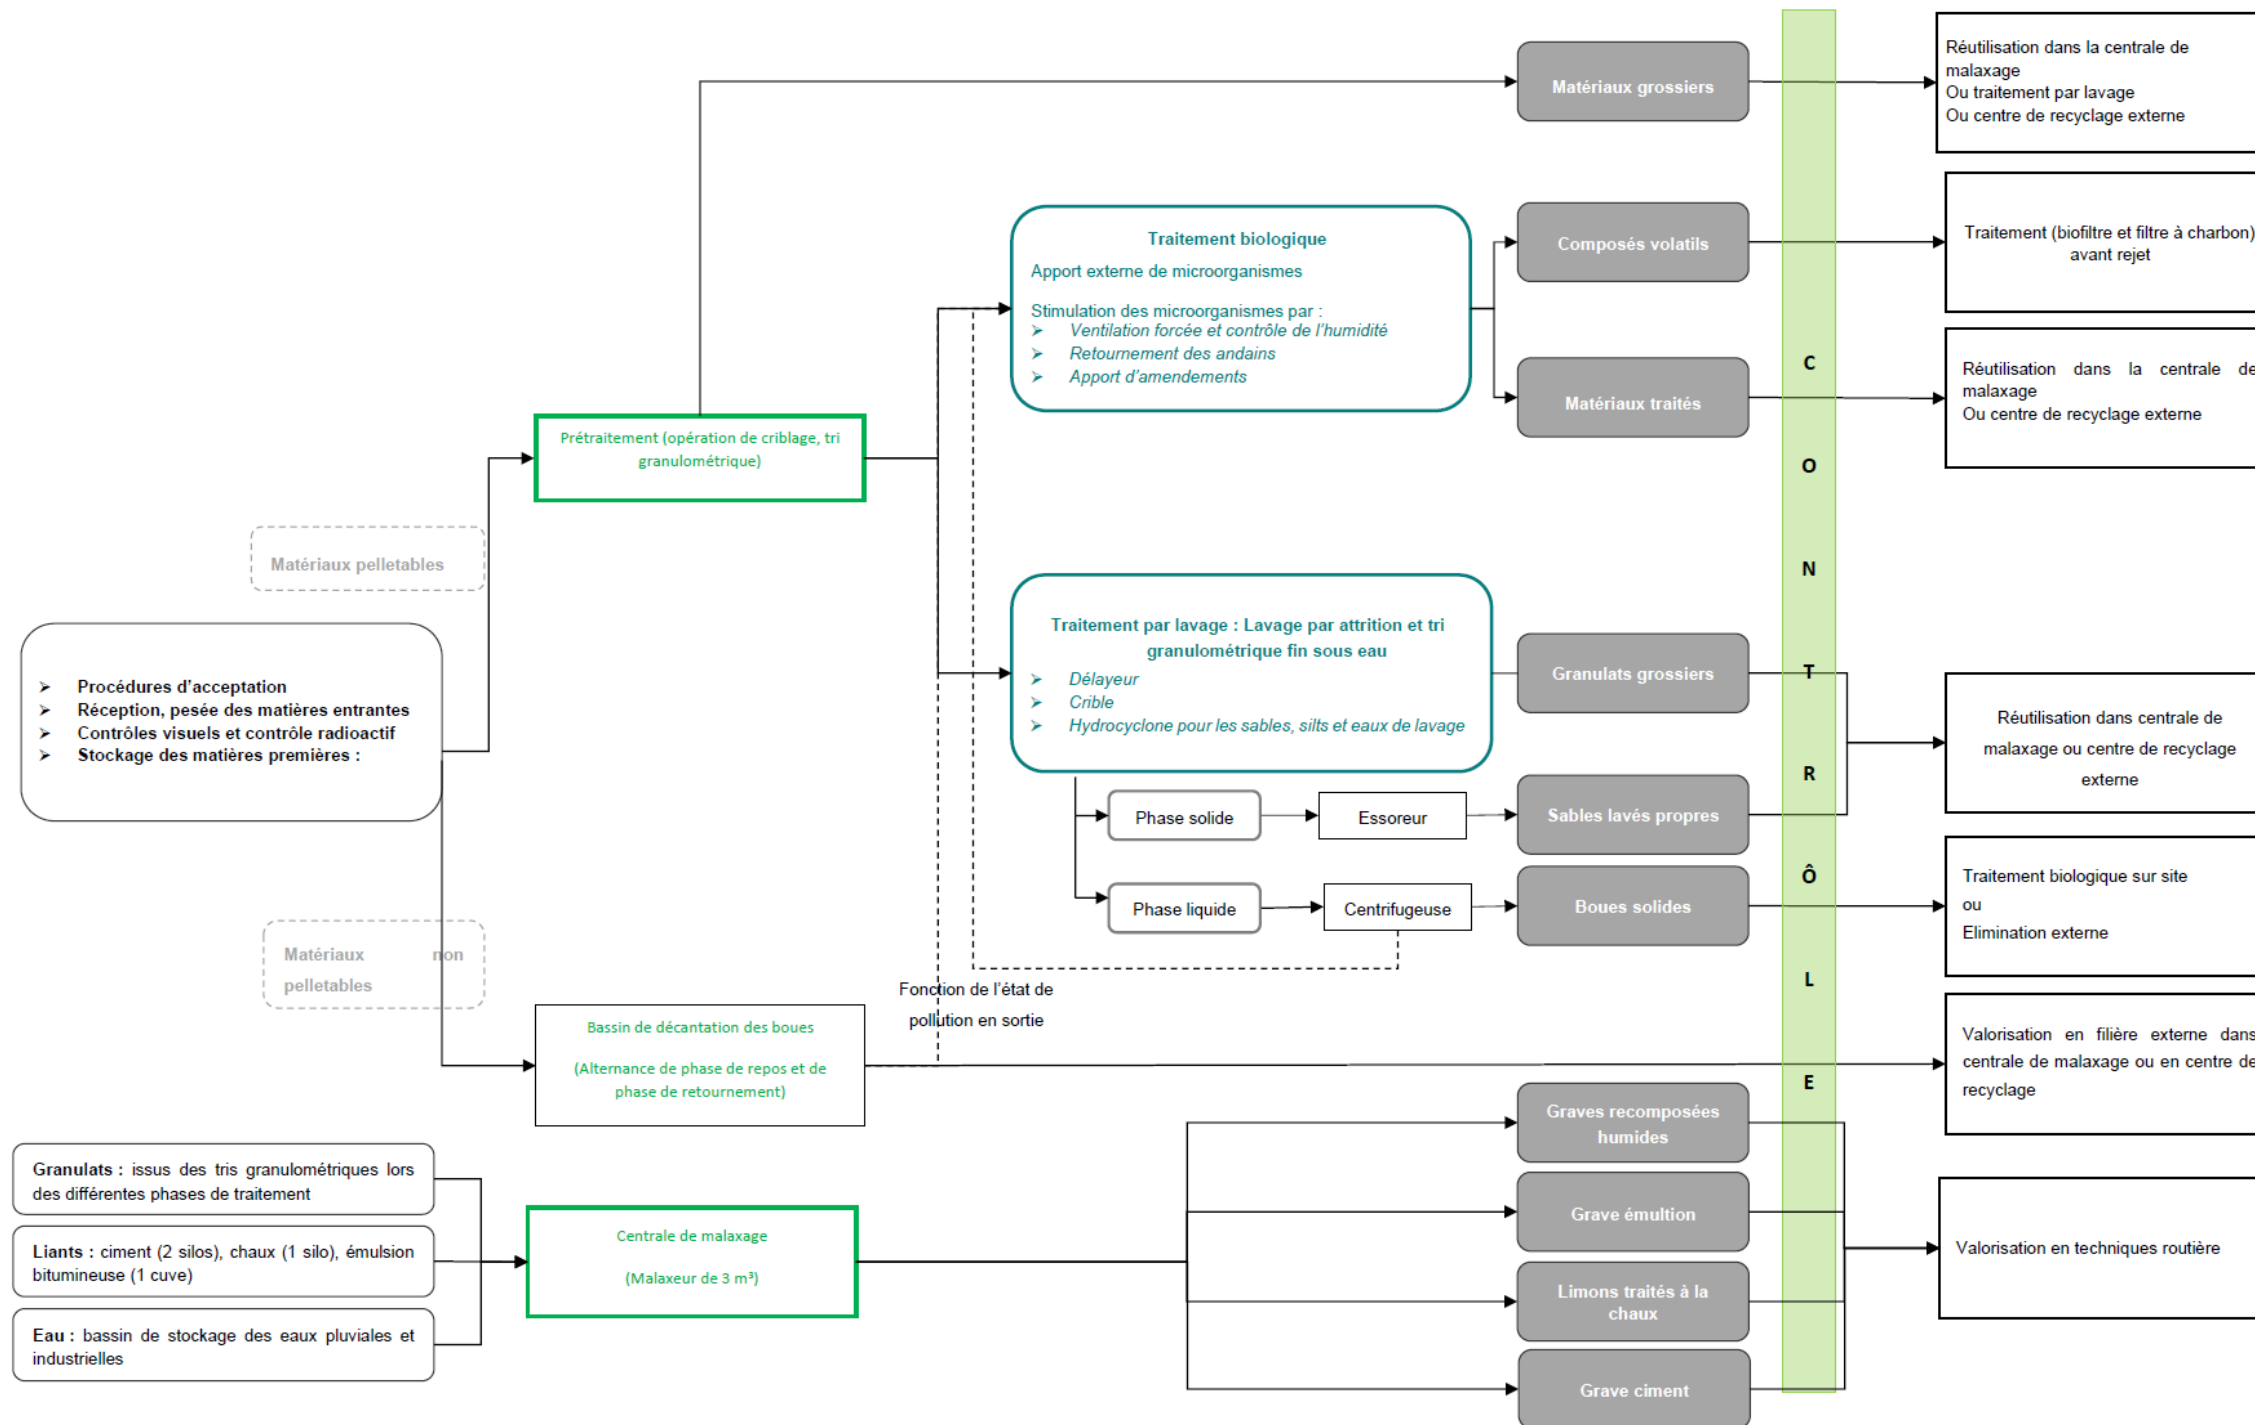 Matériaux grossiers
Réutilisation dans la centrale de
malaxage
Ou traitement par lavage
Ou centre de recyclage externe
Traitement biologique
Apport externe de microorganismes
Stimulation des microorganismes par :
➢ Ventilation forcée et contrôle de l'humidité
➢ Retournement des andains
➢ Apport d'amendements
Composés volatils
Traitement (biofiltre et filtre à charbon)
avant rejet
Matériaux traités
Réutilisation dans la centrale de
malaxage
Ou centre de recyclage externe
Prétraitement (opération de criblage, tri
granulométrique)
Matériaux pelletables
➢ Procédures d'acceptation
➢ Réception, pesée des matières entrantes
➢ Contrôles visuels et contrôle radioactif
➢ Stockage des matières premières :
Traitement par lavage : Lavage par attrition et tri
granulométrique fin sous eau
➢ Délayeur
➢ Crible
➢ Hydrocyclone pour les sables, silts et eaux de lavage
Granulats grossiers
Réutilisation dans centrale de
malaxage ou centre de recyclage
externe
Phase solide
Essoreur
Sables lavés propres
Phase liquide
Centrifugeuse
Boues solides
Traitement biologique sur site
ou
Elimination externe
Matériaux non
pelletables
Fonction de l'état de
pollution en sortie
Bassin de décantation des boues
(Alternance de phase de repos et de
phase de retournement)
Valorisation en filière externe dans
centrale de malaxage ou en centre de
recyclage
C
O
N
T
R
Ô
L
E
Granulats : issus des tris granulométriques lors
des différentes phases de traitement
Liants : ciment (2 silos), chaux (1 silo), émulsion
bitumineuse (1 cuve)
Eau : bassin de stockage des eaux pluviales et
industrielles
Centrale de malaxage
(Malaxeur de 3 m³)
Graves recomposées
humides
Grave émultion
Limons traités à la
chaux
Grave ciment
Valorisation en techniques routière